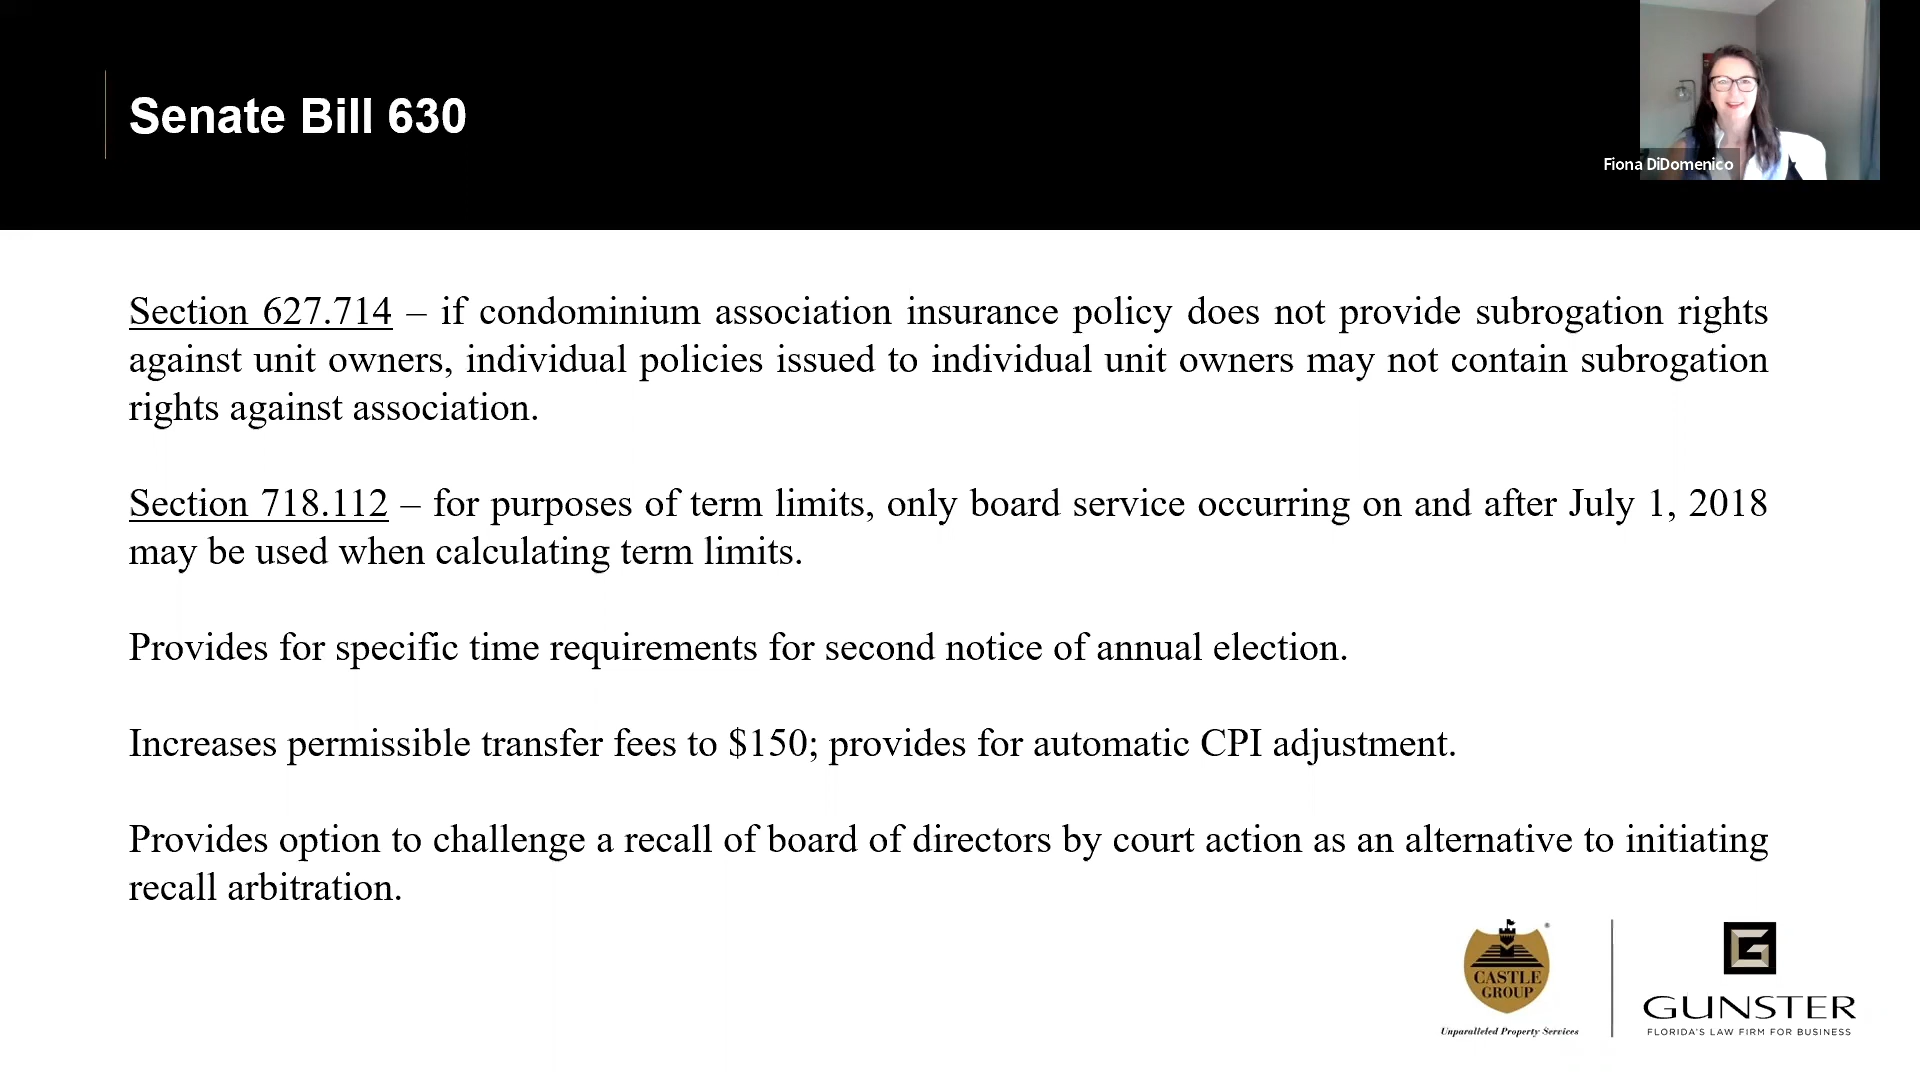 Senate Bill 630
Fiona DiDomenico
Section 627.714 – if condominium association insurance policy does not provide subrogation rights
against unit owners, individual policies issued to individual unit owners may not contain subrogation
rights against association.
Section 718.112 – for purposes of term limits, only board service occurring on and after July 1, 2018
may be used when calculating term limits.
Provides for specific time requirements for second notice of annual election.
Increases permissible transfer fees to $150; provides for automatic CPI adjustment.
Provides option to challenge a recall of board of directors by court action as an alternative to initiating
recall arbitration.
CASTLE
GROUP
®
Unparalleled Property Services
G
GUNSTER
FLORIDA'S LAW FIRM FOR BUSINESS